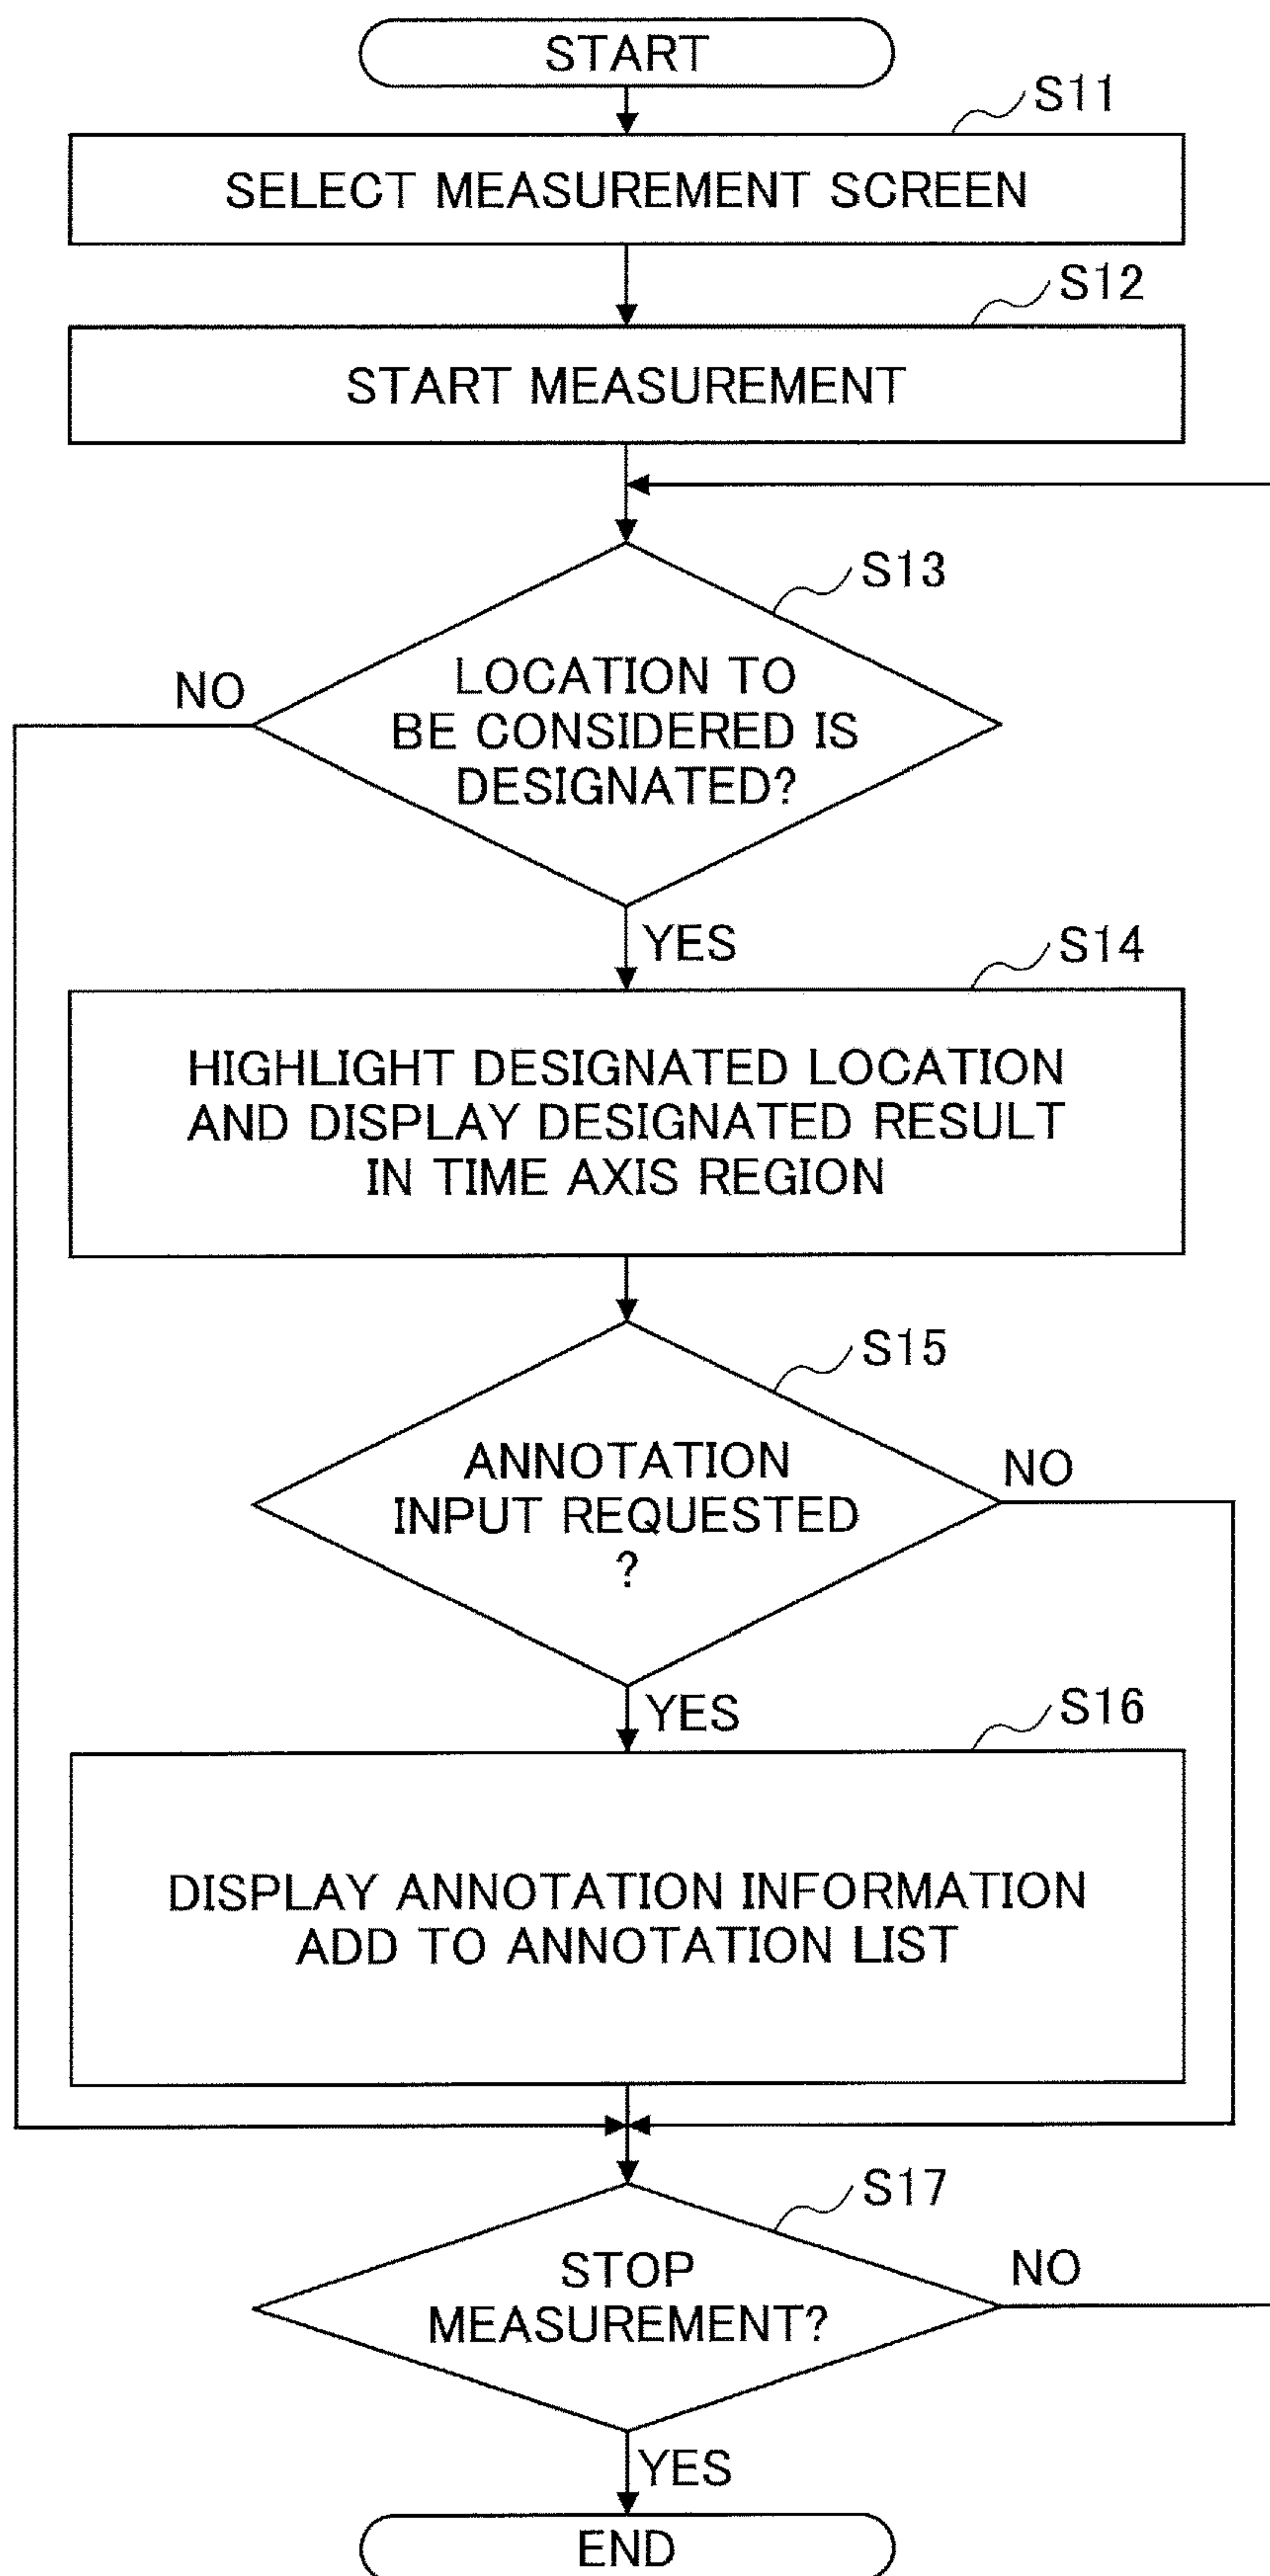 START
S11
SELECT MEASUREMENT SCREEN
S12
START MEASUREMENT
S13
LOCATION TO
BE CONSIDERED IS
DESIGNATED?
NO
YES
S14
HIGHLIGHT DESIGNATED LOCATION
AND DISPLAY DESIGNATED RESULT
IN TIME AXIS REGION
S15
ANNOTATION
INPUT REQUESTED
?
NO
YES
S16
DISPLAY ANNOTATION INFORMATION
ADD TO ANNOTATION LIST
S17
STOP
MEASUREMENT?
NO
YES
END